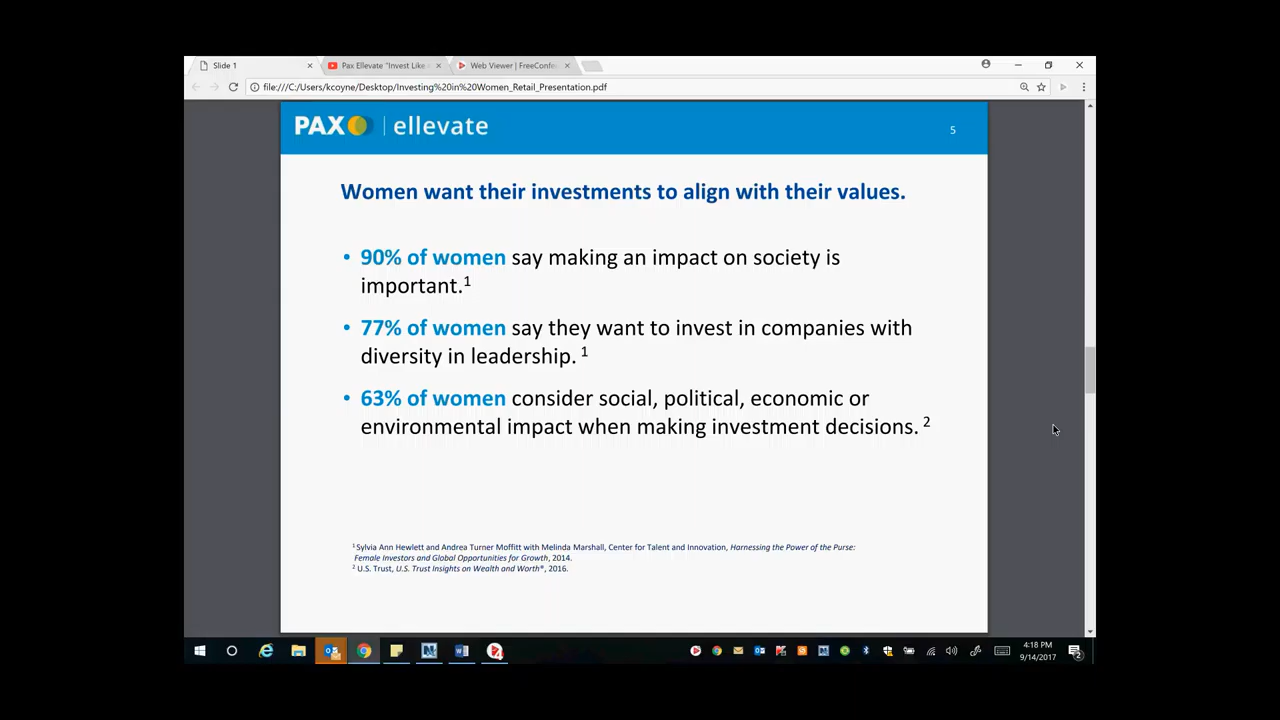 Slide 1
Pax Ellevate "Invest Like
Web Viewer | FreeConfe
file:///C:/Users/kcoyne/Desktop/Investing%20in%20Women_Retail_Presentation.pdf
PAX | ellevate
5
Women want their investments to align with their values.
• 90% of women say making an impact on society is
important.1
• 77% of women say they want to invest in companies with
diversity in leadership. 1
• 63% of women consider social, political, economic or
environmental impact when making investment decisions. 2
1 Sylvia Ann Hewlett and Andrea Turner Moffitt with Melinda Marshall, Center for Talent and Innovation, Harnessing the Power of the Purse:
Female Investors and Global Opportunities for Growth, 2014.
2 U.S. Trust, U.S. Trust Insights on Wealth and Worth®, 2016.
4:18 PM
9/14/2017
2